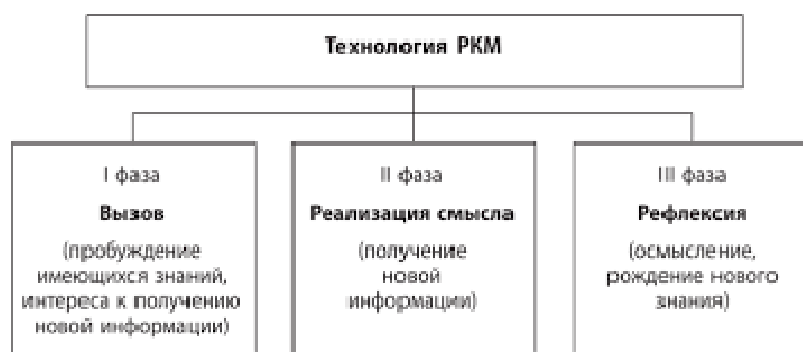 Технология РКМ
I фаза
Вызов
(пробуждение
имеющихся знаний,
интереса к получению
новой информации)
II фаза
Реализация смысла
(получение
новой
информации)
III фаза
Рефлексия
(осмысление,
рождение нового
знания)